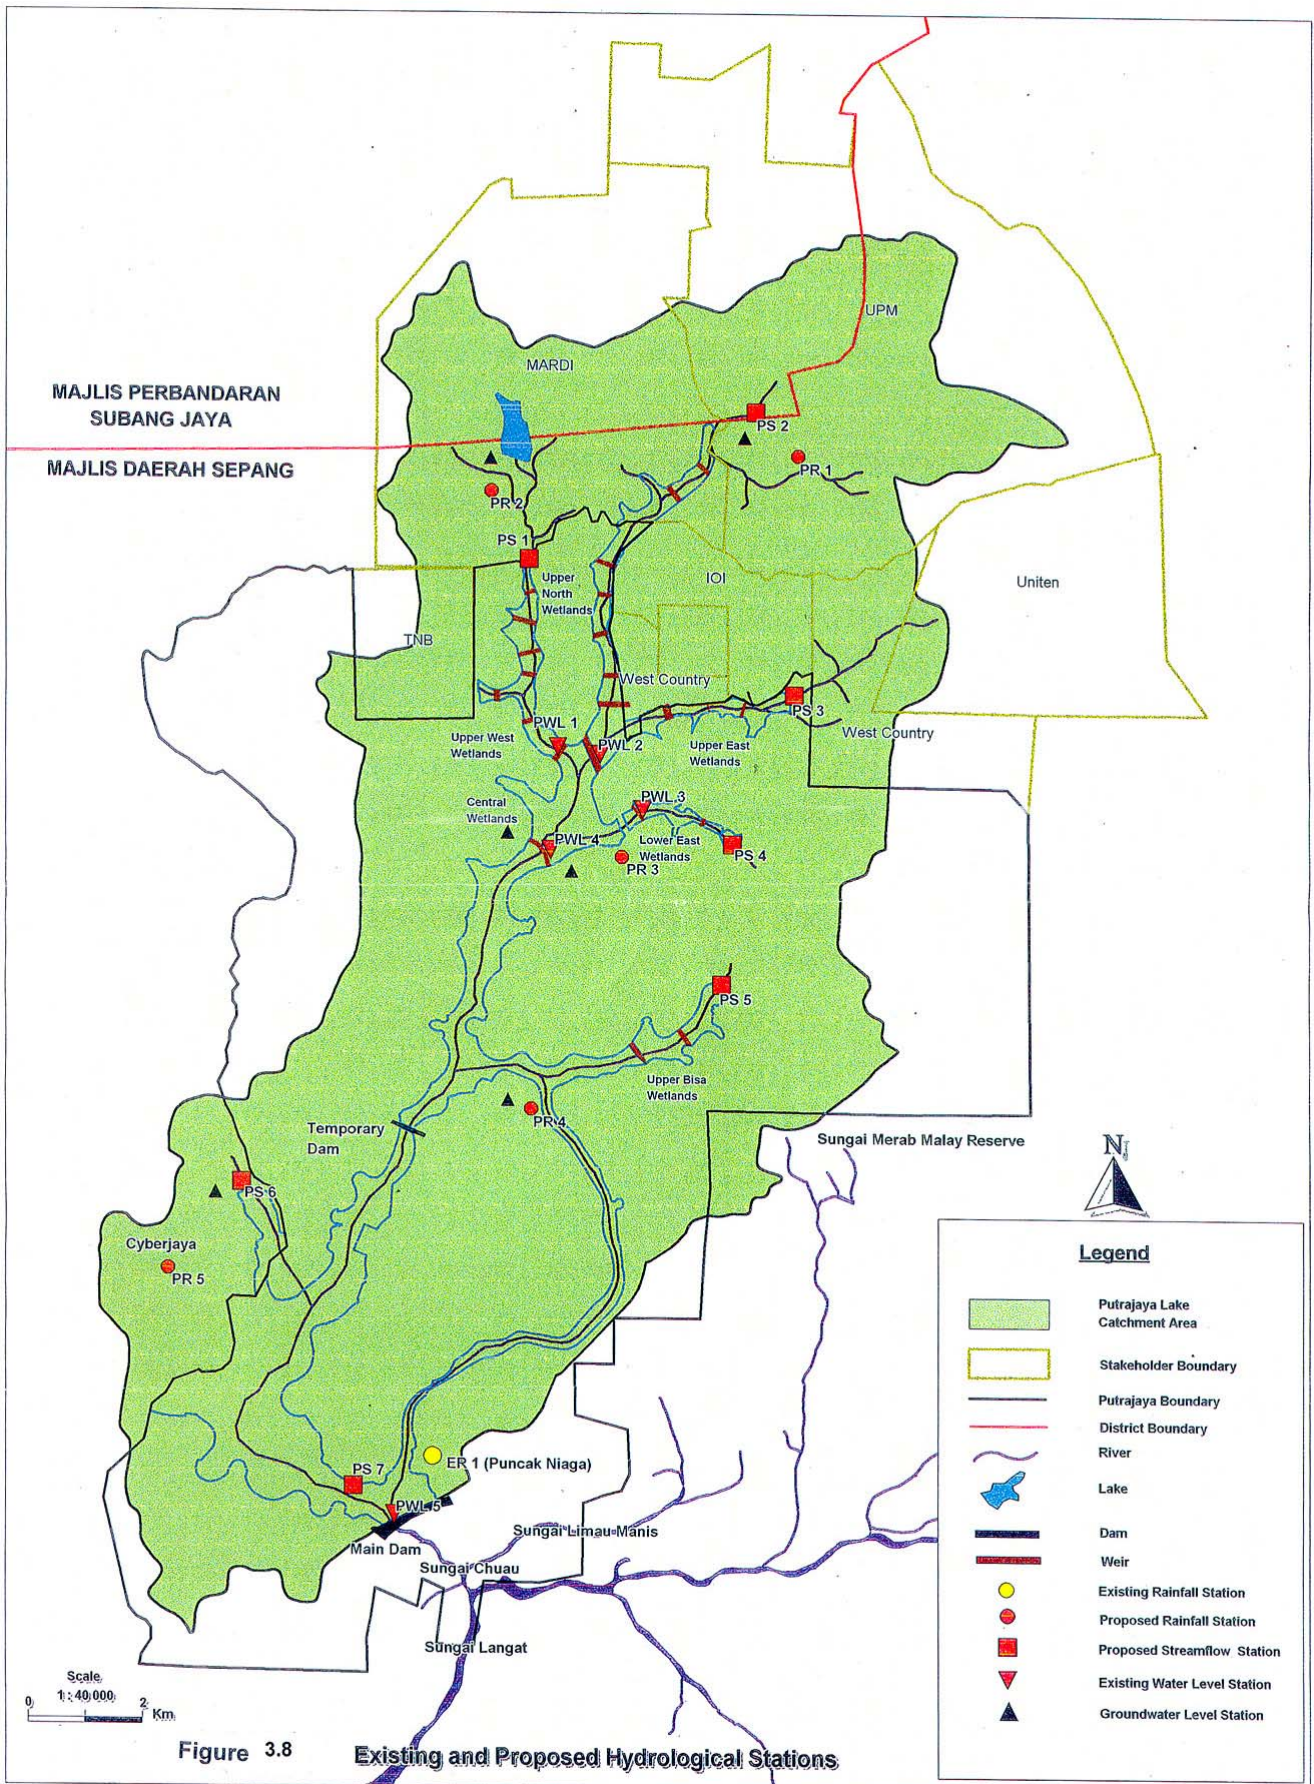 UPM
MARDI
MAJLIS PERBANDARAN
SUBANG JAYA
MAJLIS DAERAH SEPANG
PS 2
PR 1
PR 2
PS 1
Upper
North
Wetlands
IOI
Uniten
TNB
West Country
PS 3
West Country
PWL 1
PWL 2
Upper West
Wetlands
Upper East
Wetlands
Central
Wetlands
PWL 3
PWL 4
Lower East
Wetlands
PS 4
PR 3
PS 5
Upper Bisa
Wetlands
PR 4
Temporary
Dam
Sungai Merab Malay Reserve
N
PS 6
Cyberjaya
PR 5
ER 1 (Puncak Niaga)
PS 7
PWL 5
Main Dam
Sungai Limau Manis
Sungai Chuau
Sungai Langat
Legend
Putrajaya Lake
Catchment Area
Stakeholder Boundary
Putrajaya Boundary
District Boundary
River
Lake
Dam
Weir
Existing Rainfall Station
Proposed Rainfall Station
Proposed Streamflow Station
Existing Water Level Station
Groundwater Level Station
Scale
1 : 40,000
0 2
Km
Figure 3.8 Existing and Proposed Hydrological Stations